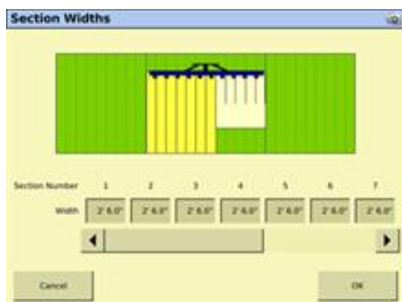 Section Widths
Section Number 1 2 3 4 5 6 7
Width 2' 6.0" 2' 6.0" 2' 6.0" 2' 6.0" 2' 6.0" 2' 6.0" 2' 6.0"
Cancel OK